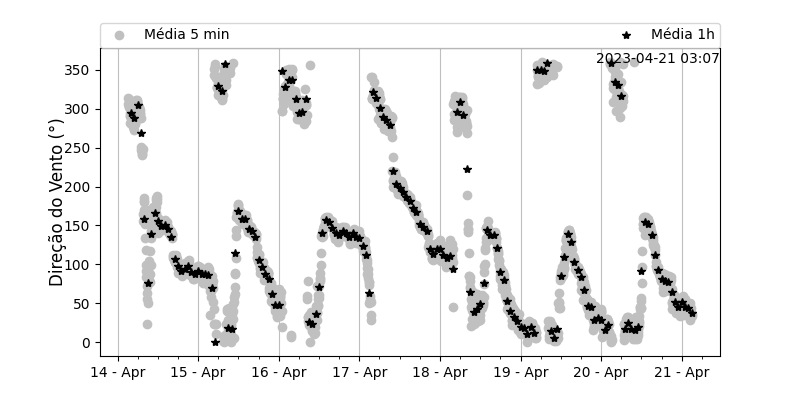 Média 5 min
Média 1h
2023-04-21 03:07
Direção do Vento (°)
350
300
250
200
150
100
50
0
14 - Apr
15 - Apr
16 - Apr
17 - Apr
18 - Apr
19 - Apr
20 - Apr
21 - Apr